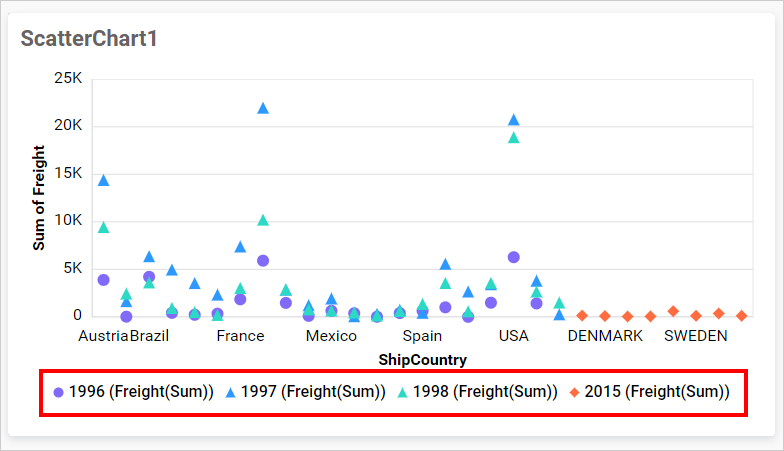 ScatterChart1
25K
20K
15K
10K
5K
0
Sum of Freight
Austria Brazil France Mexico Spain USA DENMARK SWEDEN
ShipCountry
1996 (Freight(Sum)) 1997 (Freight(Sum)) 1998 (Freight(Sum)) 2015 (Freight(Sum))